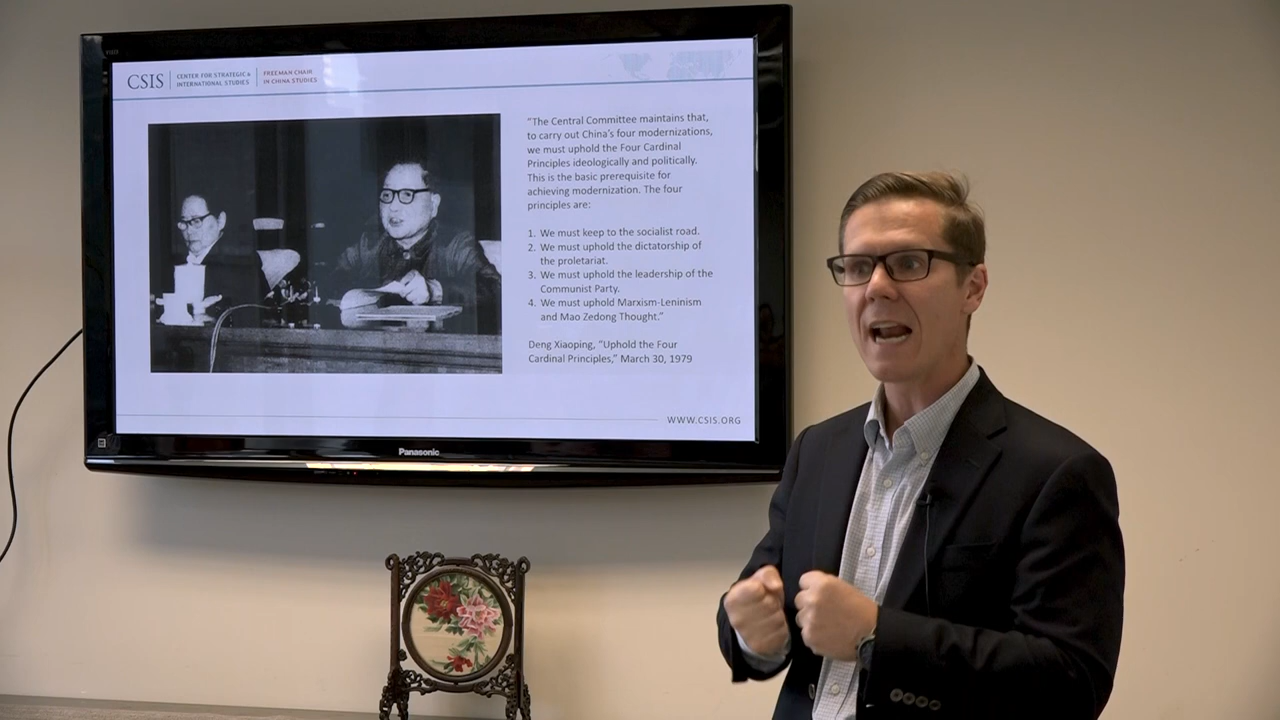 CSIS
CENTER FOR STRATEGIC &
INTERNATIONAL STUDIES
FREEMAN CHAIR
IN CHINA STUDIES
"The Central Committee maintains that,
to carry out China's four modernizations,
we must uphold the Four Cardinal
Principles ideologically and politically.
This is the basic prerequisite for
achieving modernization. The four
principles are:
1. We must keep to the socialist road.
2. We must uphold the dictatorship of
the proletariat.
3. We must uphold the leadership of the
Communist Party.
4. We must uphold Marxism-Leninism
and Mao Zedong Thought."
Deng Xiaoping, "Uphold the Four
Cardinal Principles," March 30, 1979
WWW.CSIS.ORG
Panasonic